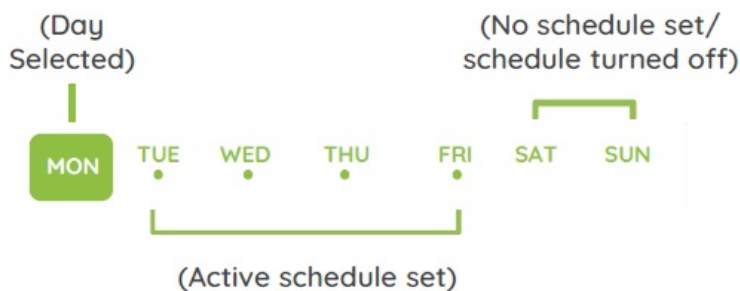 (Day
Selected)
(No schedule set/
schedule turned off)
MON TUE WED THU FRI SAT SUN
(Active schedule set)